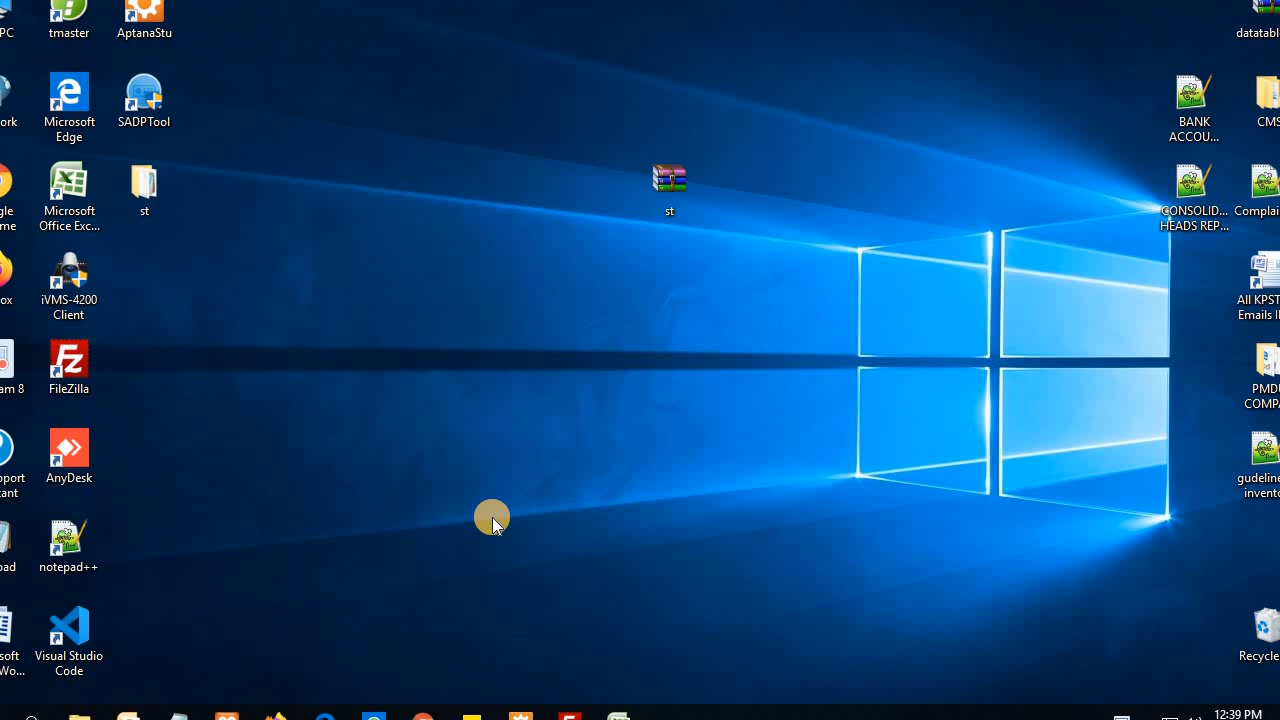 PC
tmaster
AptanaStu
datatabl
ork
Microsoft
Edge
SADPTool
BANK
ACCOU...
CMS
gle
me
Microsoft
Office Exc...
st
st
CONSOLID...
HEADS REP...
Complai
ox
iVMS-4200
Client
All KPST
Emails I
am 8
FileZilla
PMDU
COMPA
pport
tant
AnyDesk
gudeline
invento
pad
notepad++
soft
Wo...
Visual Studio
Code
Recycle
12:39 PM